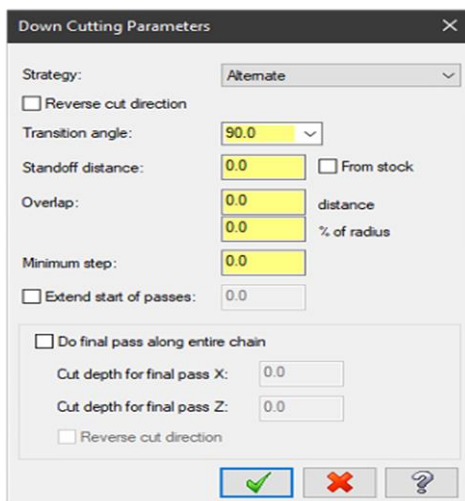 Down Cutting Parameters
Strategy: Alternate
Reverse cut direction
Transition angle: 90.0
Standoff distance: 0.0 From stock
Overlap: 0.0 distance
0.0 % of radius
Minimum step: 0.0
Extend start of passes: 0.0
Do final pass along entire chain
Cut depth for final pass X: 0.0
Cut depth for final pass Z: 0.0
Reverse cut direction